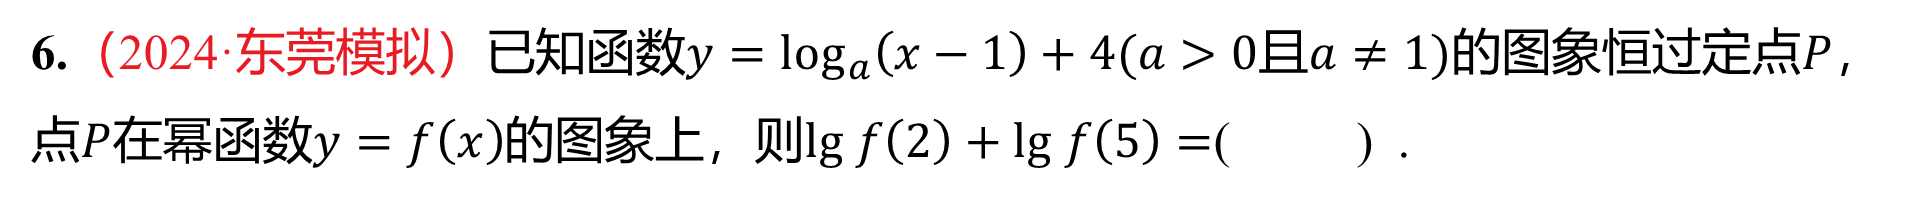 6.（2024·东莞模拟）已知函数y = logₐ(x − 1) + 4(a > 0且a ≠ 1)的图象恒过定点P，
点P在幂函数y = f(x)的图象上，则lg f(2) + lg f(5) =(  ）.